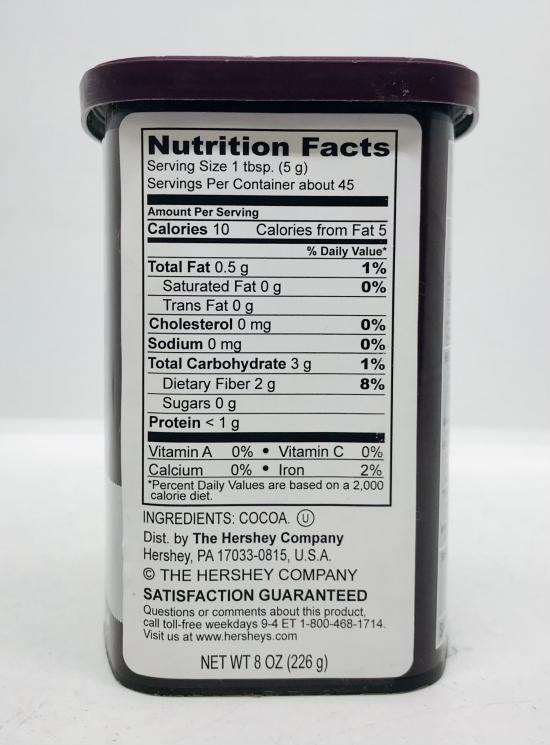 Nutrition Facts
Serving Size 1 tbsp. (5 g)
Servings Per Container about 45
Amount Per Serving
Calories 10 Calories from Fat 5
% Daily Value*
Total Fat 0.5 g 1%
Saturated Fat 0 g 0%
Trans Fat 0 g
Cholesterol 0 mg 0%
Sodium 0 mg 0%
Total Carbohydrate 3 g 1%
Dietary Fiber 2 g 8%
Sugars 0 g
Protein < 1 g
Vitamin A 0% • Vitamin C 0%
Calcium 0% • Iron 2%
*Percent Daily Values are based on a 2,000
calorie diet.
INGREDIENTS: COCOA. Ⓤ
Dist. by The Hershey Company
Hershey, PA 17033-0815, U.S.A.
© THE HERSHEY COMPANY
SATISFACTION GUARANTEED
Questions or comments about this product,
call toll-free weekdays 9-4 ET 1-800-468-1714.
Visit us at www.hersheys.com
NET WT 8 OZ (226 g)